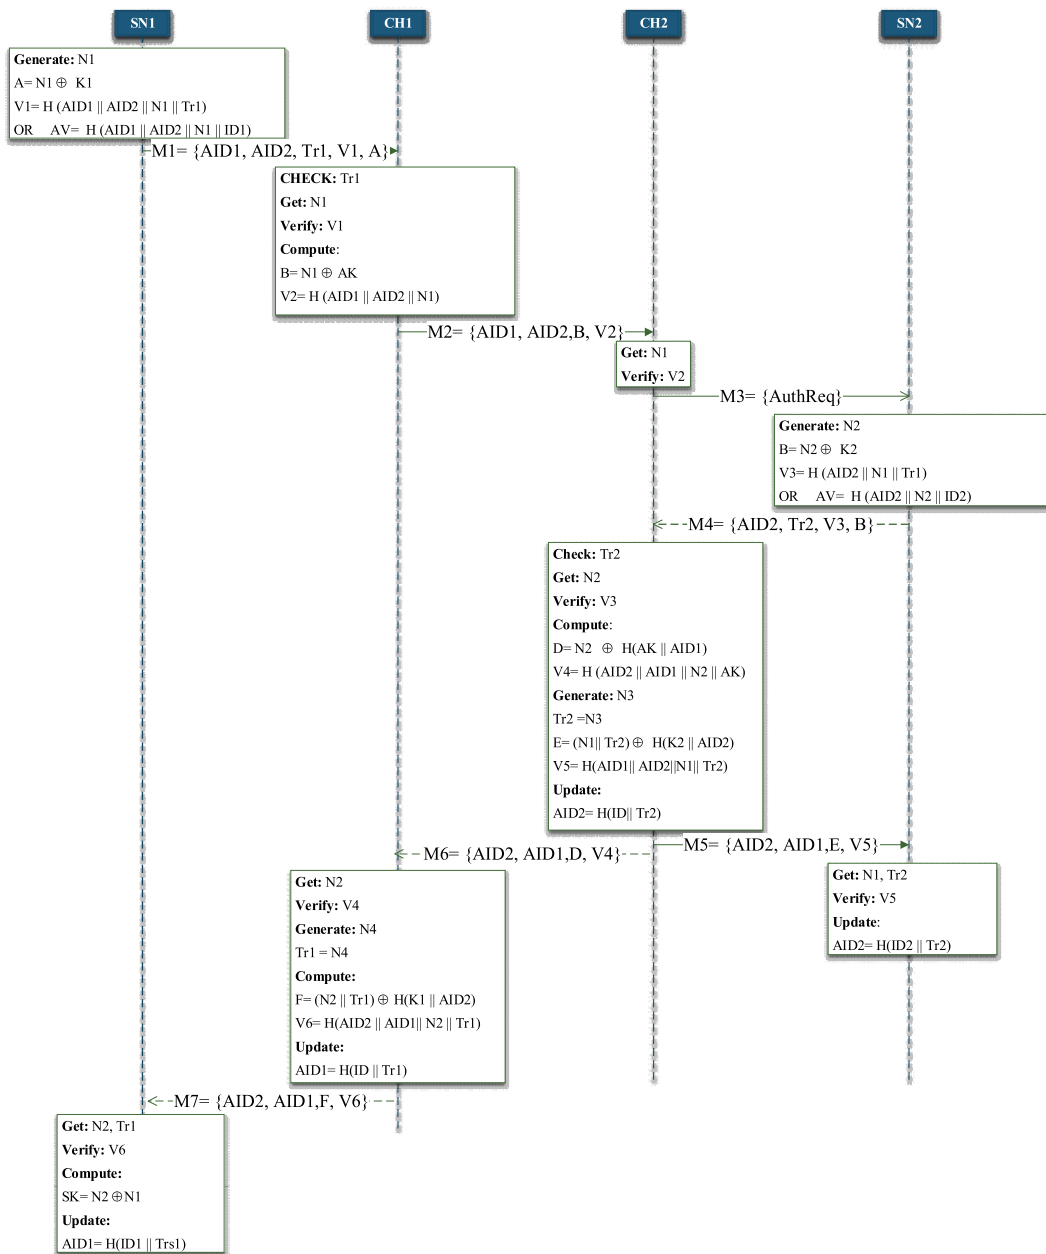 SN1
CH1
CH2
SN2
Generate: N1
A= N1 ⊕ K1
V1= H (AID1 || AID2 || N1 || Tr1)
OR AV= H (AID1 || AID2 || N1 || ID1)
M1= {AID1, AID2, Tr1, V1, A}
CHECK: Tr1
Get: N1
Verify: V1
Compute:
B= N1 ⊕ AK
V2= H (AID1 || AID2 || N1)
M2= {AID1, AID2,B, V2}
Get: N1
Verify: V2
M3= {AuthReq}
Generate: N2
B= N2 ⊕ K2
V3= H (AID2 || N1 || Tr1)
OR AV= H (AID2 || N2 || ID2)
M4= {AID2, Tr2, V3, B}
Check: Tr2
Get: N2
Verify: V3
Compute:
D= N2 ⊕ H(AK || AID1)
V4= H (AID2 || AID1 || N2 || AK)
Generate: N3
Tr2 =N3
E= (N1|| Tr2) ⊕ H(K2 || AID2)
V5= H(AID1|| AID2||N1|| Tr2)
Update:
AID2= H(ID|| Tr2)
M5= {AID2, AID1,E, V5}
M6= {AID2, AID1,D, V4}
Get: N1, Tr2
Verify: V5
Update:
AID2= H(ID2 || Tr2)
Get: N2
Verify: V4
Generate: N4
Tr1 = N4
Compute:
F= (N2 || Tr1) ⊕ H(K1 || AID2)
V6= H(AID2 || AID1|| N2 || Tr1)
Update:
AID1= H(ID || Tr1)
M7= {AID2, AID1,F, V6}
Get: N2, Tr1
Verify: V6
Compute:
SK= N2 ⊕N1
Update:
AID1= H(ID1 || Trs1)